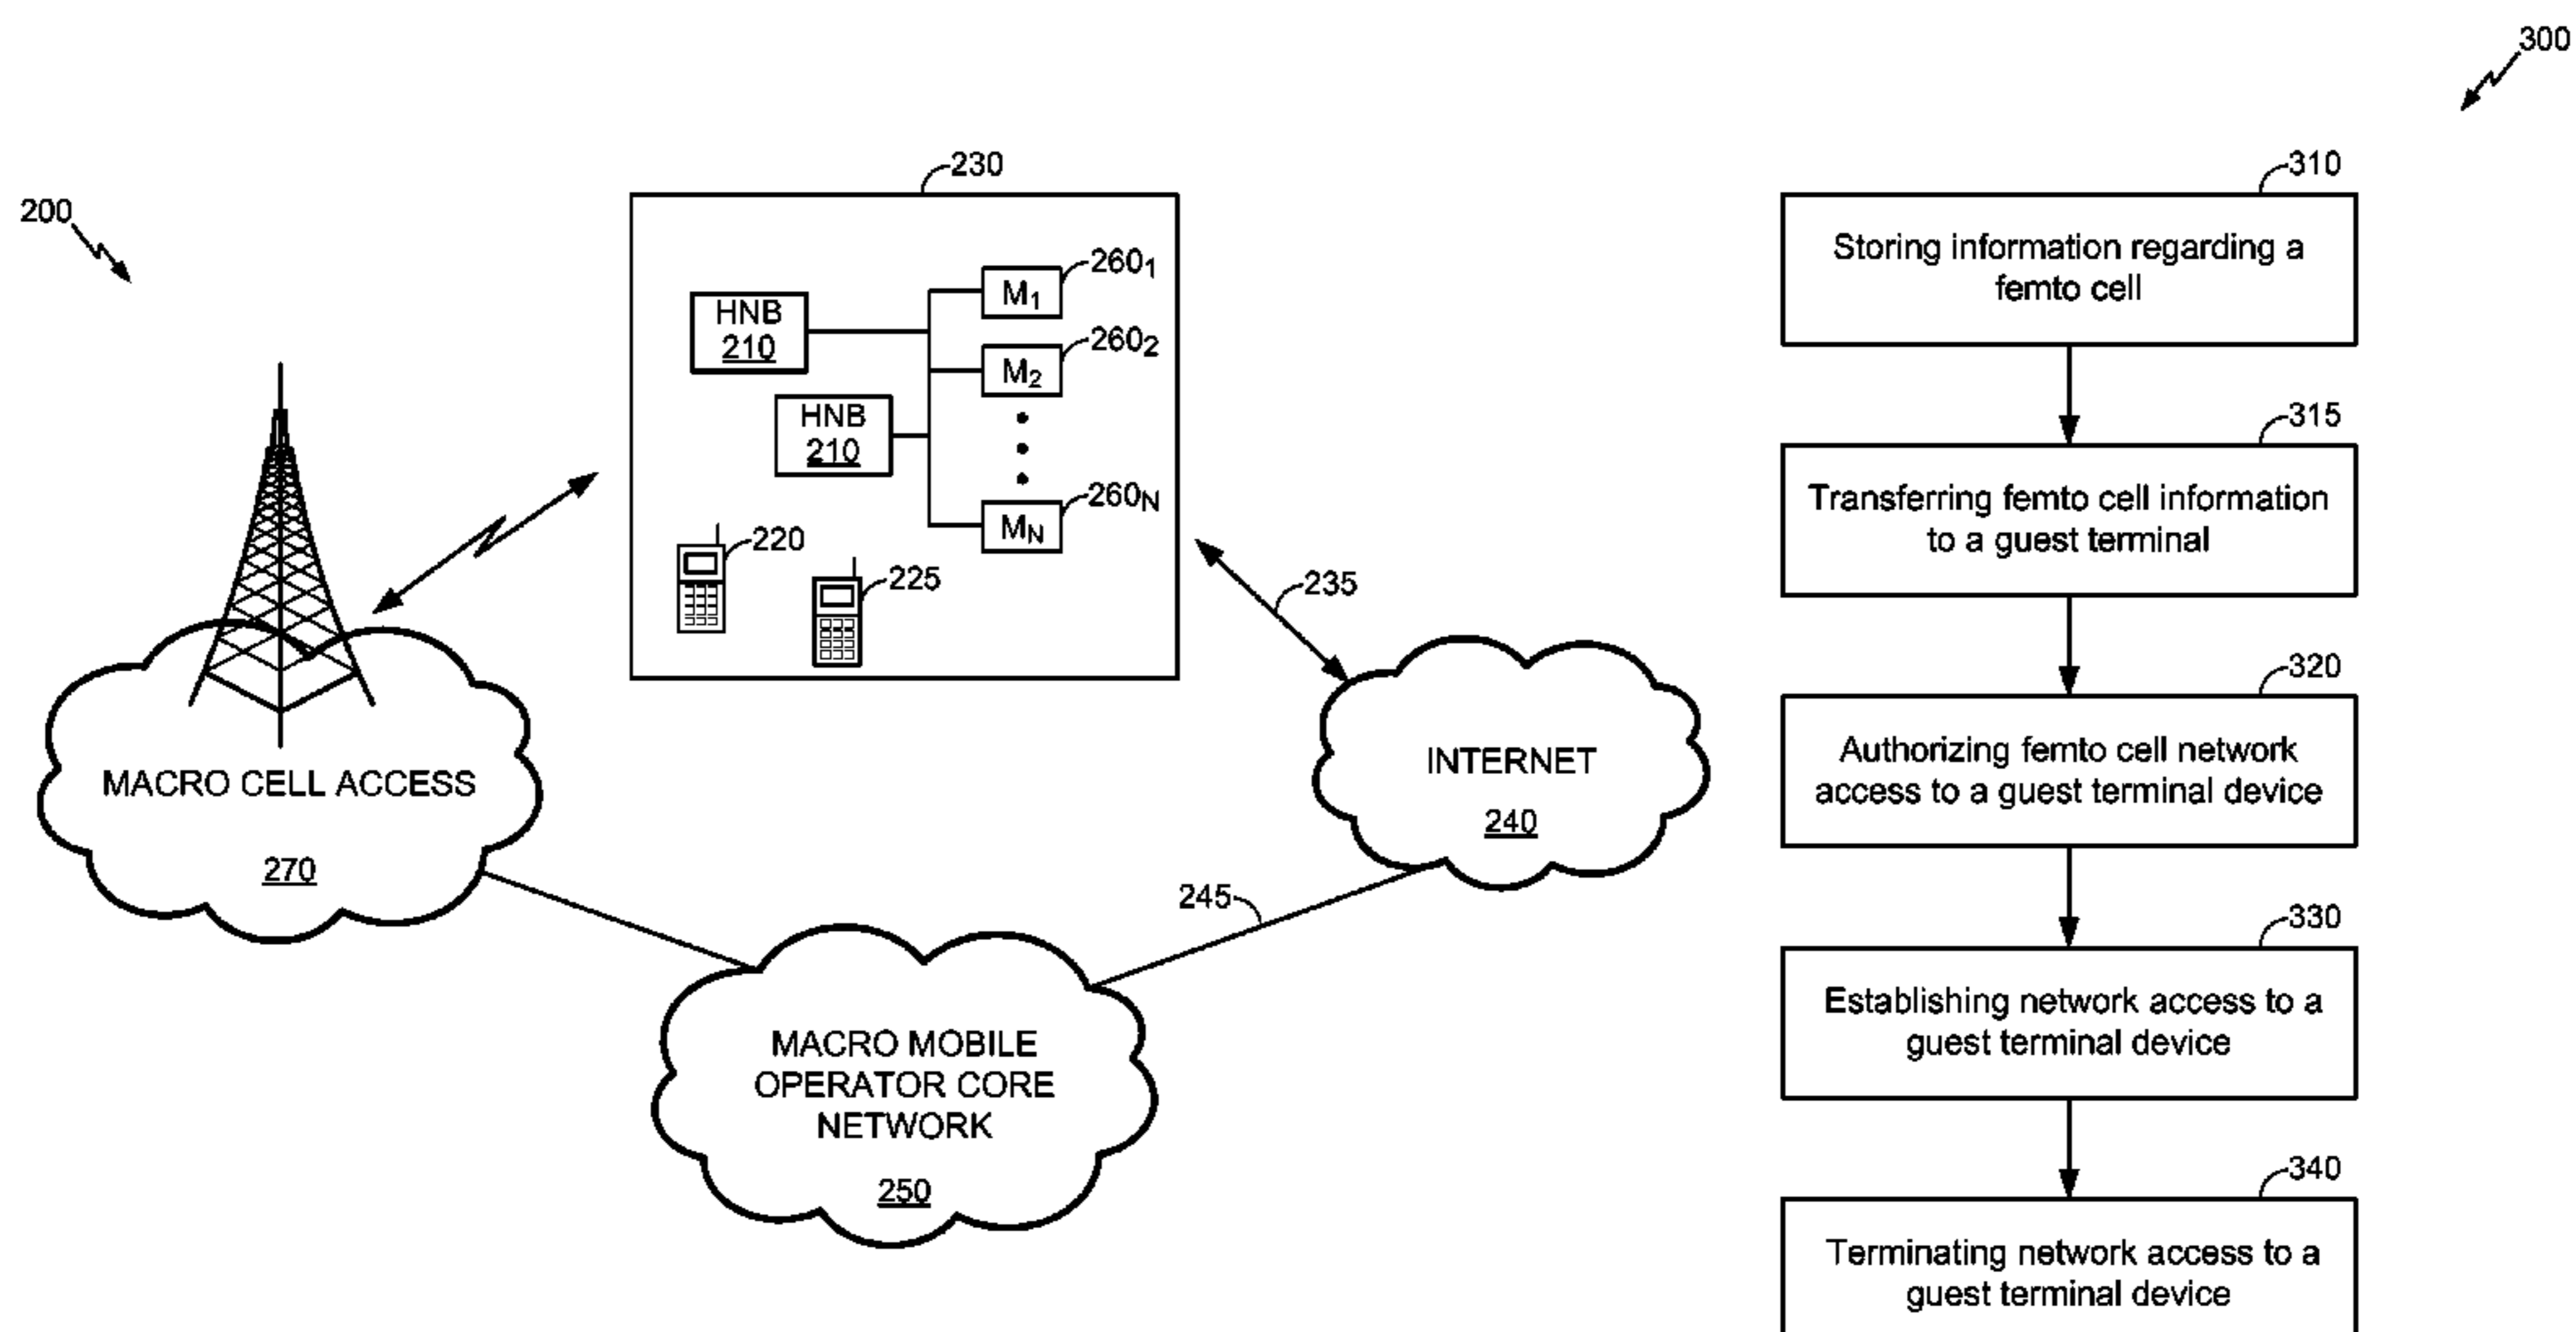 200
230
HNB
210
HNB
210
M1
2601
M2
2602
MN
260N
220
225
235
MACRO CELL ACCESS
270
INTERNET
240
245
MACRO MOBILE
OPERATOR CORE
NETWORK
250
300
310
Storing information regarding a
femto cell
315
Transferring femto cell information
to a guest terminal
320
Authorizing femto cell network
access to a guest terminal device
330
Establishing network access to a
guest terminal device
340
Terminating network access to a
guest terminal device